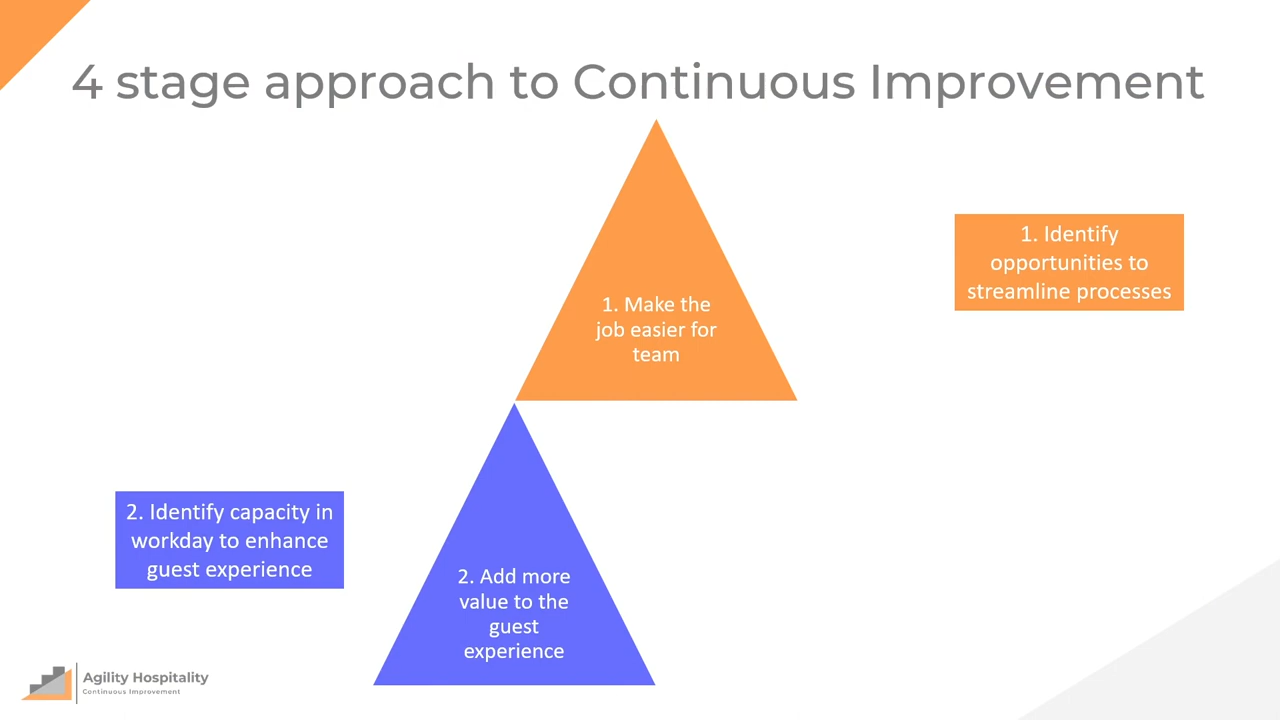 4 stage approach to Continuous Improvement
1. Identify
opportunities to
streamline processes
1. Make the
job easier for
team
2. Identify capacity in
workday to enhance
guest experience
2. Add more
value to the
guest
experience
Agility Hospitality
Continuous Improvement